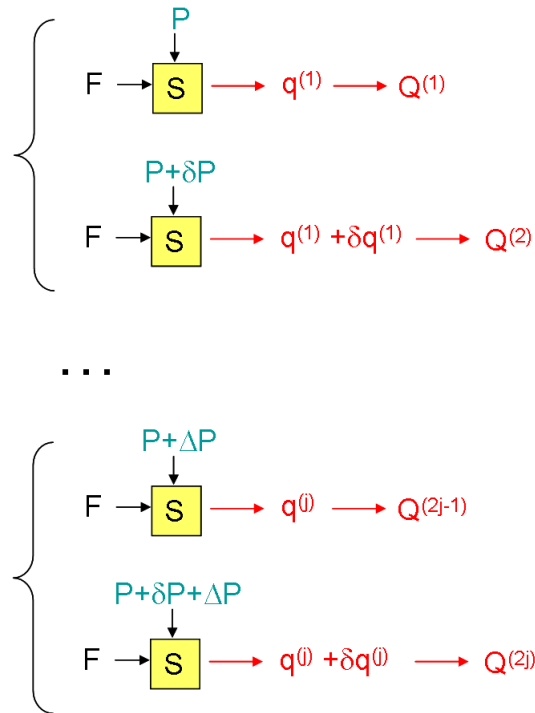 P
F S q⁽¹⁾ Q⁽¹⁾
P+δP
F S q⁽¹⁾ +δq⁽¹⁾ Q⁽²⁾
...
P+ΔP
F S q⁽ʲ⁾ Q⁽²ʲ⁻¹⁾
P+δP+ΔP
F S q⁽ʲ⁾ +δq⁽ʲ⁾ Q⁽²ʲ⁾